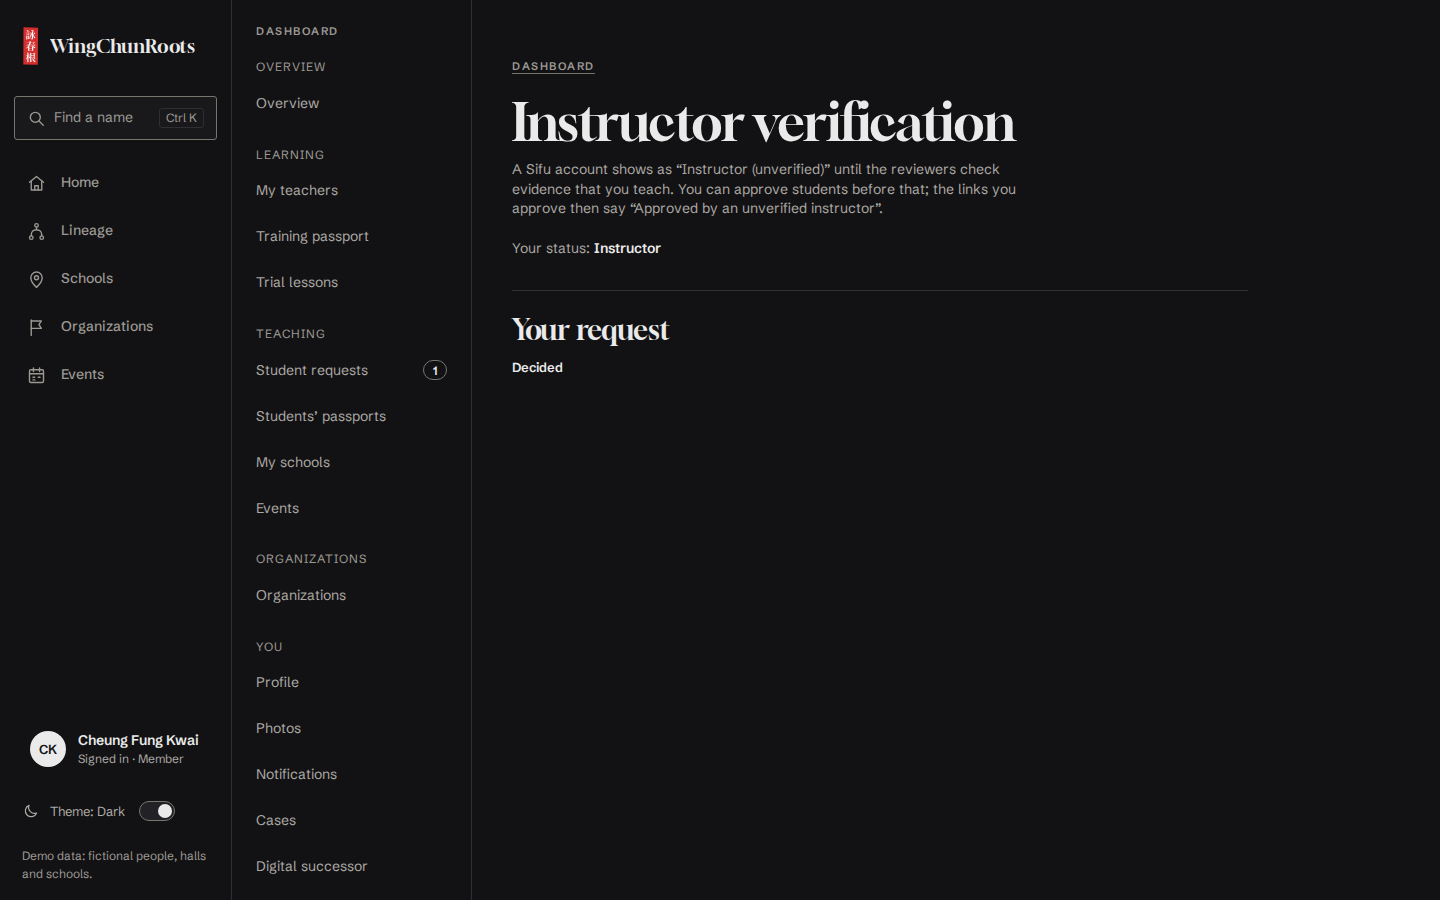 詠春根
WingChunRoots
Find a name
Ctrl K
Home
Lineage
Schools
Organizations
Events
CK
Cheung Fung Kwai
Signed in · Member
Theme: Dark
Demo data: fictional people, halls
and schools.
DASHBOARD
OVERVIEW
Overview
LEARNING
My teachers
Training passport
Trial lessons
TEACHING
Student requests 1
Students’ passports
My schools
Events
ORGANIZATIONS
Organizations
YOU
Profile
Photos
Notifications
Cases
Digital successor
DASHBOARD
Instructor verification
A Sifu account shows as “Instructor (unverified)” until the reviewers check
evidence that you teach. You can approve students before that; the links you
approve then say “Approved by an unverified instructor”.
Your status: Instructor
Your request
Decided